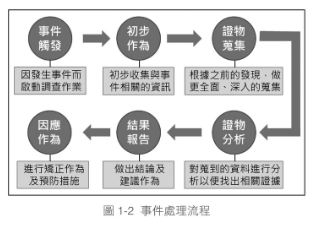 事件
觸發
因發生事件而
啟動調查作業
初步
作為
初步收集與事
件相關的資訊
證物
蒐集
根據之前的發現，做
更全面、深入的蒐集
證物
分析
對蒐到的資料進行分
析以便找出相關證據
結果
報告
做出結論及
建議作為
因應
作為
進行矯正作為
及預防措施
圖 1-2 事件處理流程